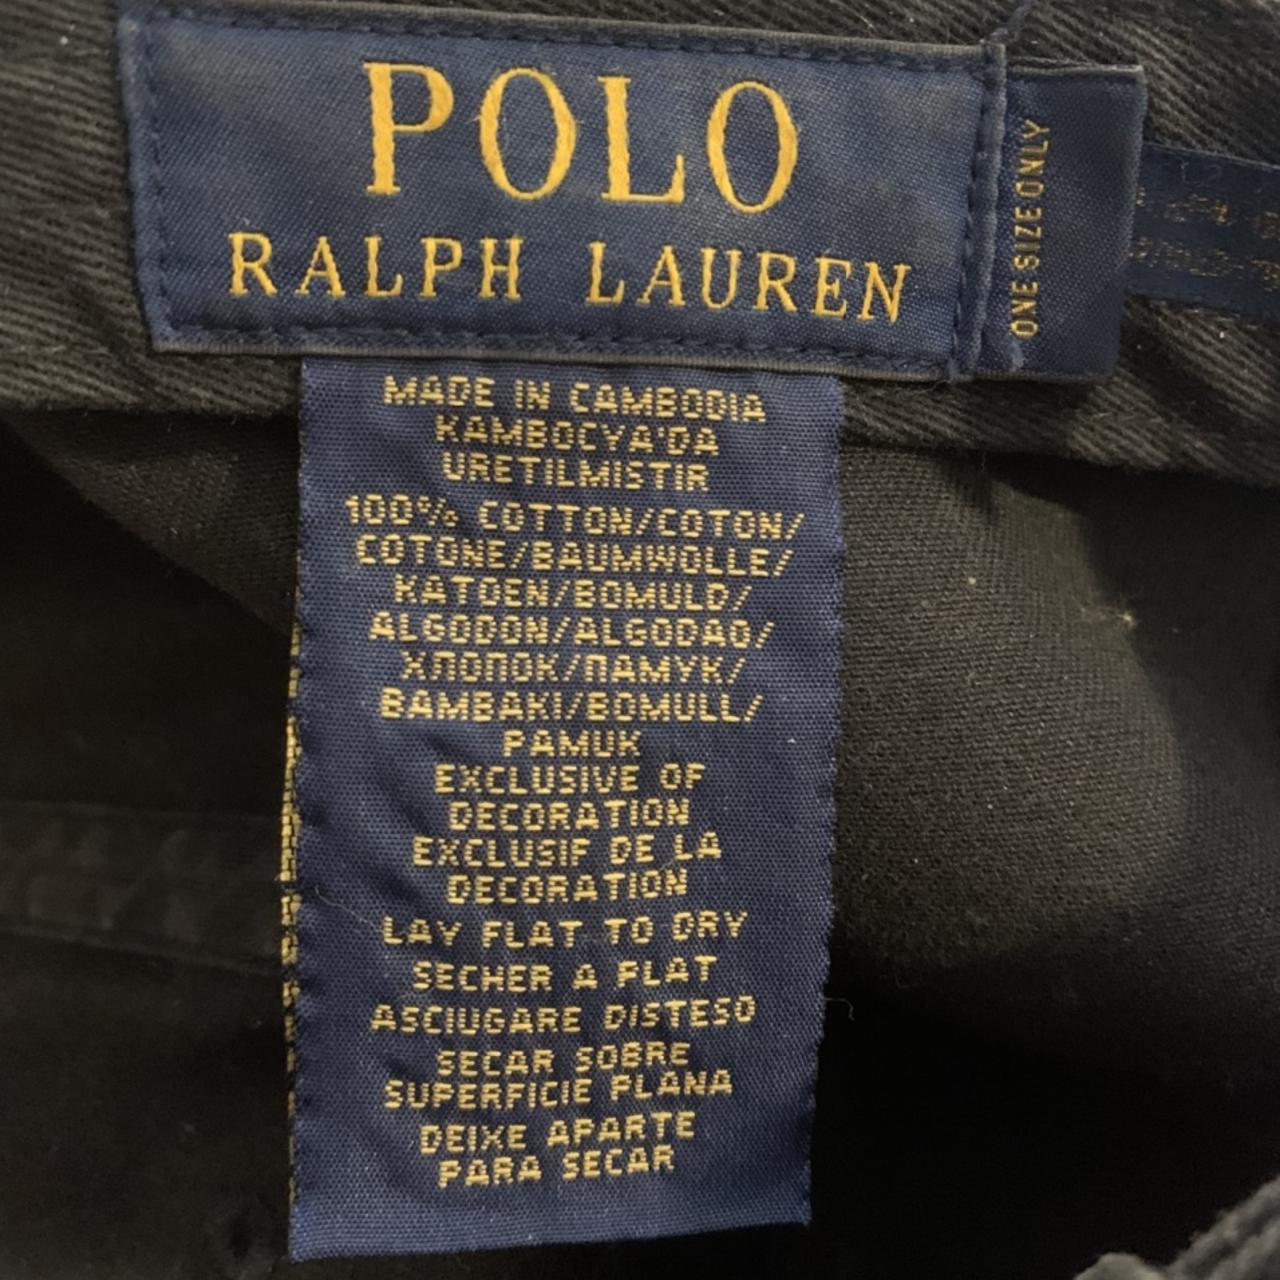 POLO
RALPH LAUREN
ONE SIZE ONLY
MADE IN CAMBODIA
KAMBOCYA'DA
URETILMISTIR
100% COTTON/COTON/
COTONE/BAUMWOLLE/
KATOEN/BOMULD/
ALGODON/ALGODAO/
ХЛОПОК/ПАМУК/
BAMBAKI/BOMULL/
PAMUK
EXCLUSIVE OF
DECORATION
EXCLUSIF DE LA
DECORATION
LAY FLAT TO DRY
SECHER A PLAT
ASCIUGARE DISTESO
SECAR SOBRE
SUPERFICIE PLANA
DEIXE APARTE
PARA SECAR